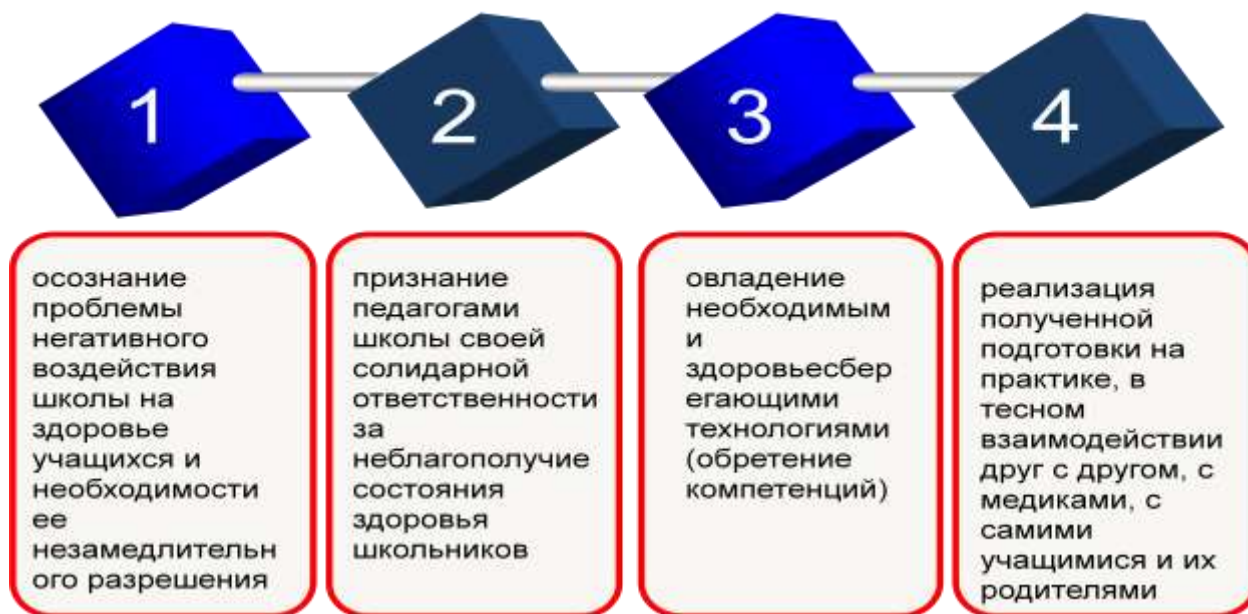 1
2
3
4
осознание
проблемы
негативного
воздействия
школы на
здоровье
учащихся и
необходимости
ее
незамедлительн
ого разрешения
признание
педагогами
школы своей
солидарной
ответственности
за
неблагополучие
состояния
здоровья
школьников
овладение
необходимым
и
здоровьесбер
егающими
технологиями
(обретение
компетенций)
реализация
полученной
подготовки на
практике, в
тесном
взаимодействии
друг с другом, с
медиками, с
самими
учащимися и их
родителями